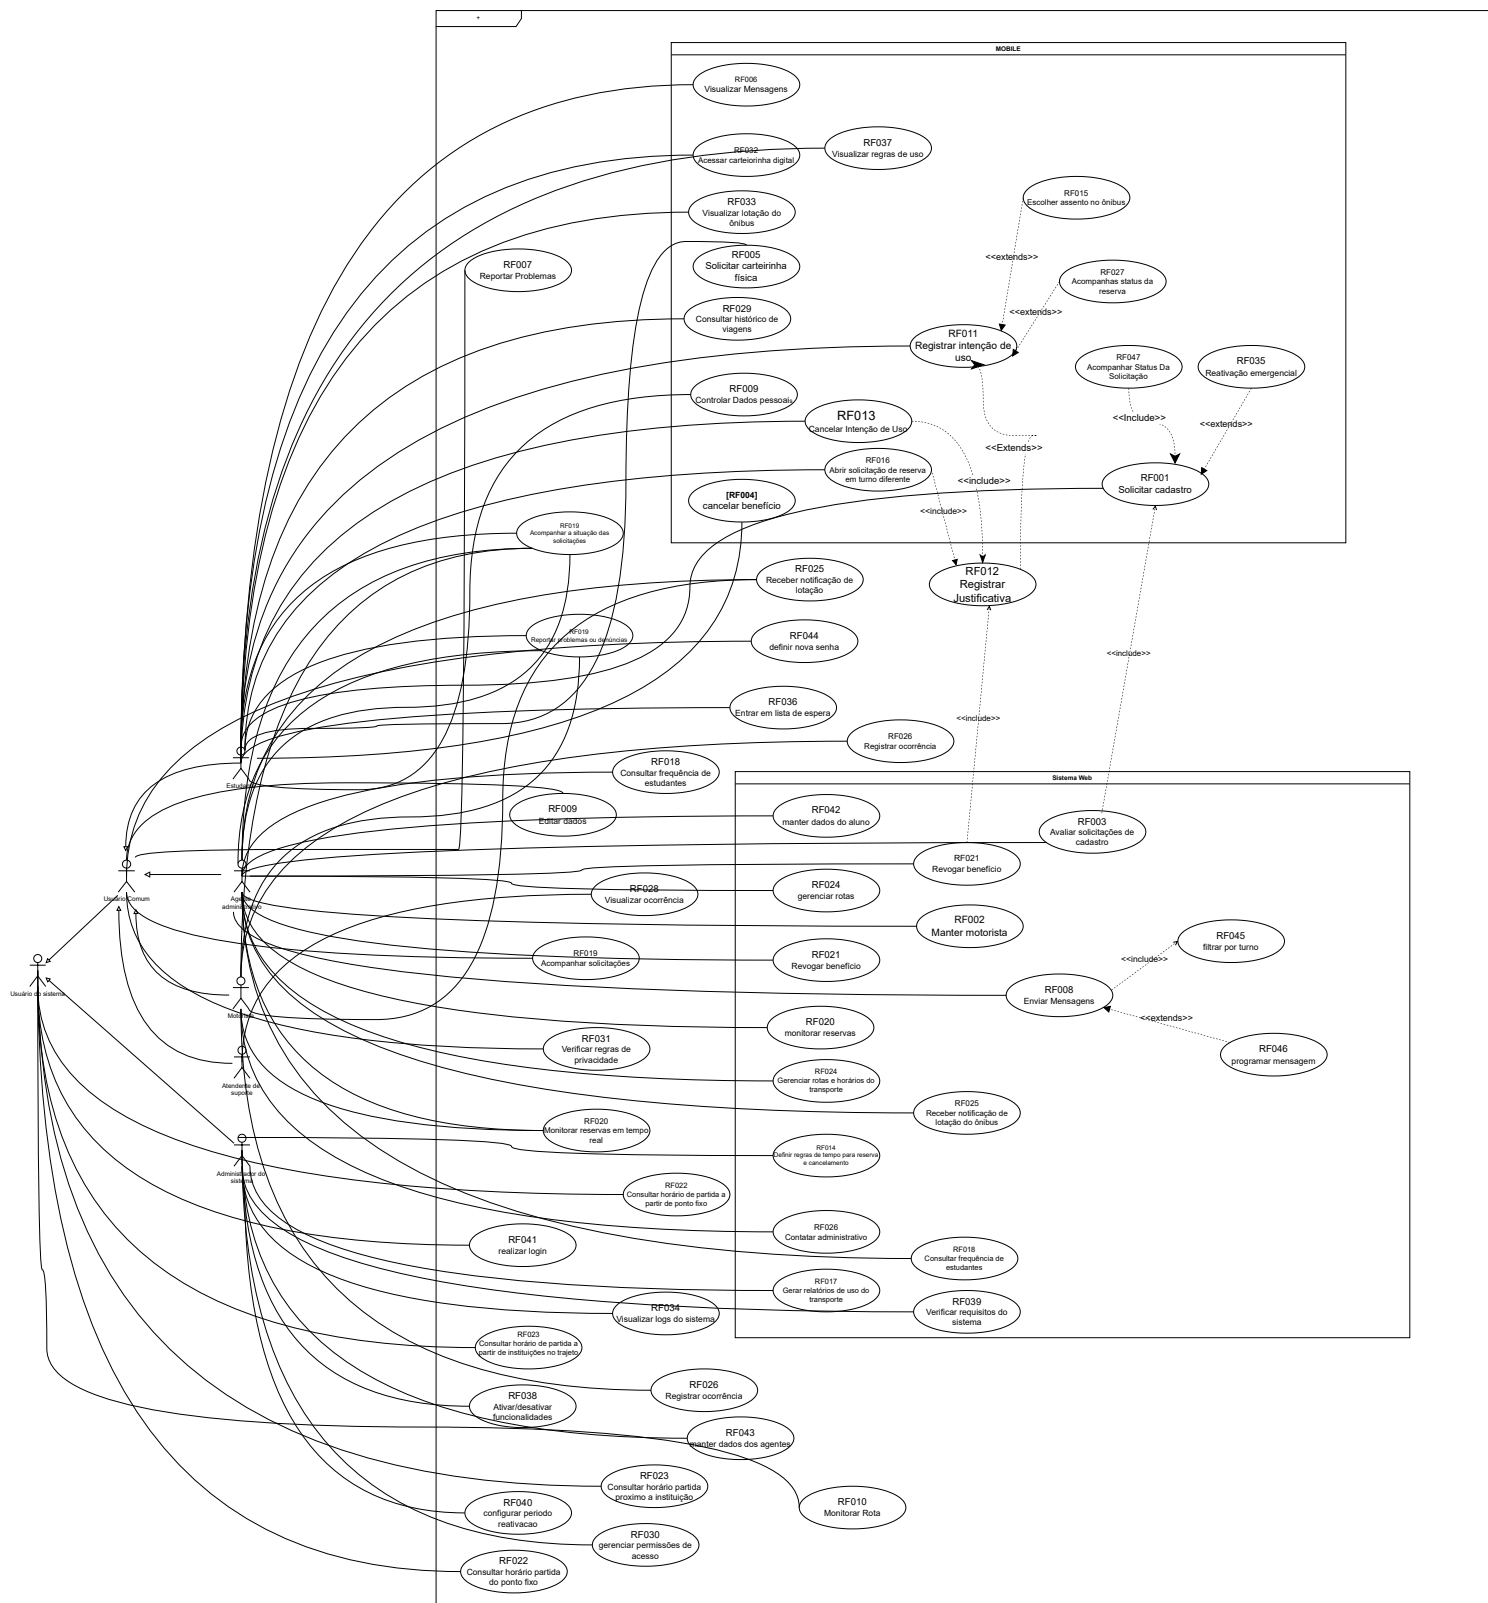 +
MOBILE
RF006
Visualizar Mensagens
RF032
Acessar carteiorinha digital
RF037
Visualizar regras de uso
RF015
Escolher assento no ônibus
RF033
Visualizar lotação do
ônibus
RF007
Reportar Problemas
RF005
Solicitar carteirinha
física
<<extends>>
RF027
Acompanhas status da
reserva
<<extends>>
RF029
Consultar histórico de
viagens
RF011
Registrar intenção de
uso
RF047
Acompanhar Status Da
Solicitação
RF035
Reativação emergencial
RF009
Controlar Dados pessoais
RF013
Cancelar Intenção de Uso
<<Include>>
<<extends>>
<<Extends>>
RF016
Abrir solicitação de reserva
em turno diferente
<<include>>
RF001
Solicitar cadastro
[RF004]
cancelar benefício
<<include>>
RF019
Acompanhar a situação das
solicitações
RF025
Receber notificação de
lotação
RF012
Registrar
Justificativa
RF019
Reportar problemas ou denúncias
RF044
definir nova senha
<<include>>
RF036
Entrar em lista de espera
<<include>>
RF026
Registrar ocorrência
RF018
Consultar frequência de
estudantes
Estudante
Sistema Web
RF009
Editar dados
RF042
manter dados do aluno
RF003
Avaliar solicitações de
cadastro
RF021
Revogar benefício
Usuário Comum
Agente
administrativo
RF028
Visualizar ocorrência
RF024
gerenciar rotas
RF002
Manter motorista
RF045
filtrar por turno
RF019
Acompanhar solicitações
RF021
Revogar benefício
<<include>>
Usuário do sistema
RF008
Enviar Mensagens
Motorista
<<extends>>
RF020
monitorar reservas
RF031
Verificar regras de
privacidade
RF046
programar mensagem
Atendente de
suporte
RF024
Gerenciar rotas e horários do
transporte
RF025
Receber notificação de
lotação do ônibus
RF020
Monitorar reservas em tempo
real
RF014
Definir regras de tempo para reserva
e cancelamento
Administrador do
sistema
RF022
Consultar horário de partida a
partir de ponto fixo
RF026
Contatar administrativo
RF041
realizar login
RF018
Consultar frequência de
estudantes
RF017
Gerar relatórios de uso do
transporte
RF034
Visualizar logs do sistema
RF039
Verificar requisitos do
sistema
RF023
Consultar horário de partida a
partir de instituições no trajeto
RF026
Registrar ocorrência
RF038
Ativar/desativar
funcionalidades
RF043
manter dados dos agentes
RF023
Consultar horário partida
proximo a instituição
RF010
Monitorar Rota
RF040
configurar periodo
reativacao
RF030
gerenciar permissões de
acesso
RF022
Consultar horário partida
do ponto fixo